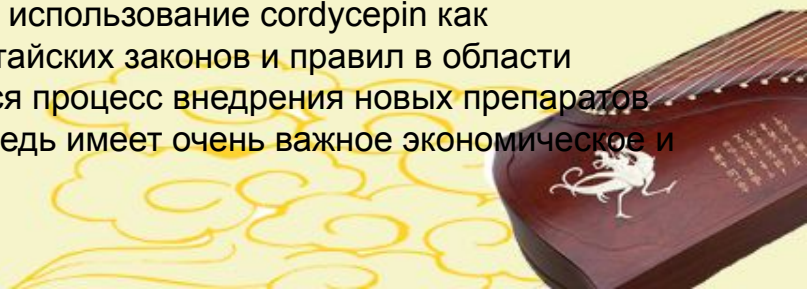 использование cordycepin как
тайских законов и правил в области
ся процесс внедрения новых препаратов
едь имеет очень важное экономическое и